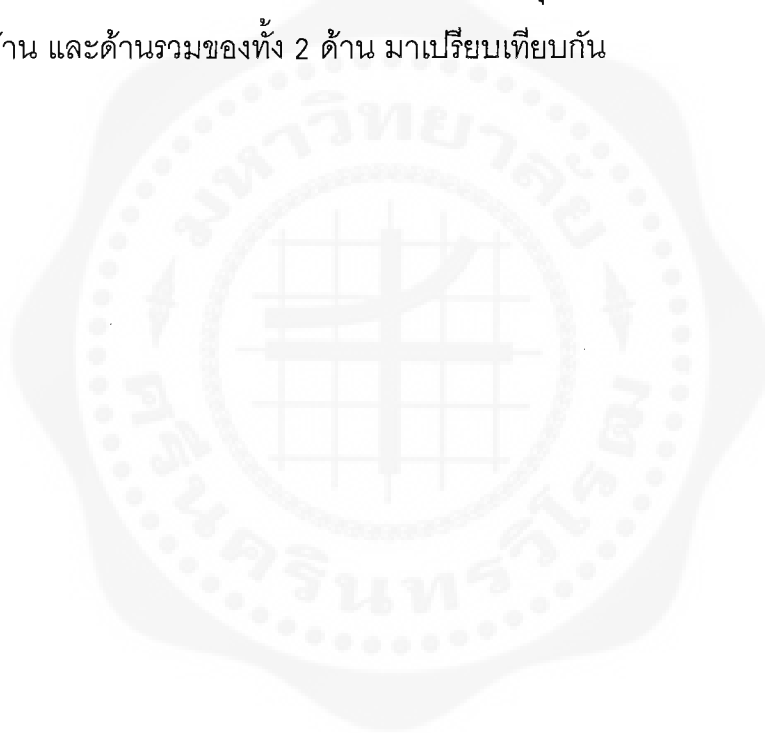 ้าน และด้านรวมของทั้ง 2 ด้าน มาเปรียบเทียบกัน
มหาวิทยาลัย
ศรีนครินทรวิโรฒ